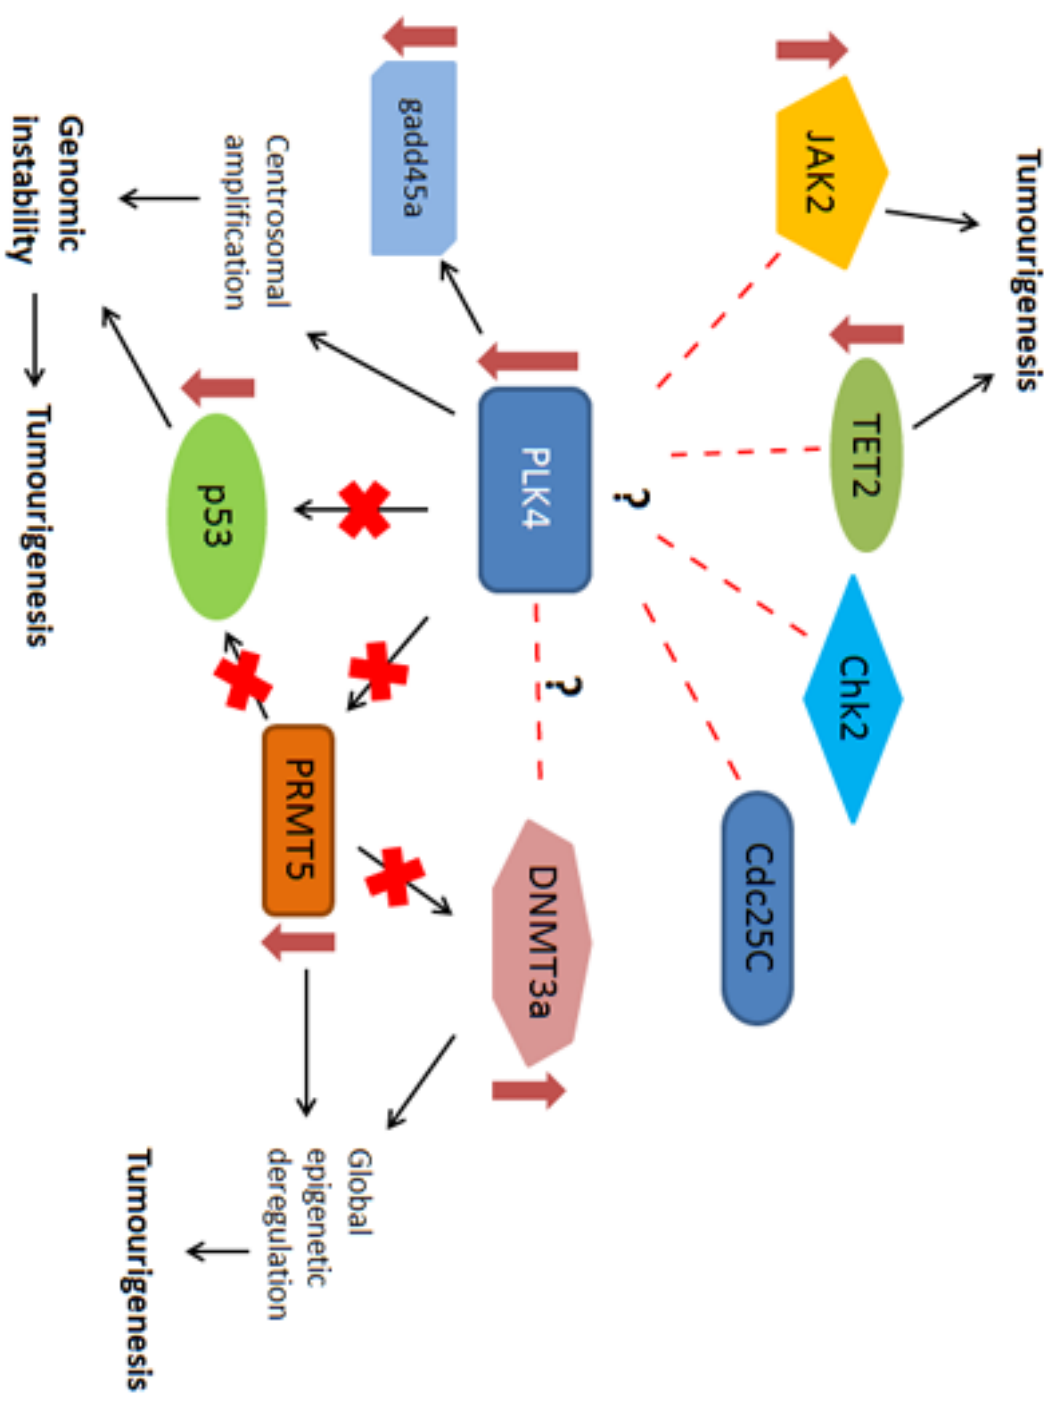 Tumourigenesis
JAK2
TET2
Chk2
Cdc25C
?
gadd45a
PLK4
?
DNMT3a
Centrosomal
amplification
p53
PRMT5
Global
epigenetic
deregulation
Genomic
instability
Tumourigenesis
Tumourigenesis